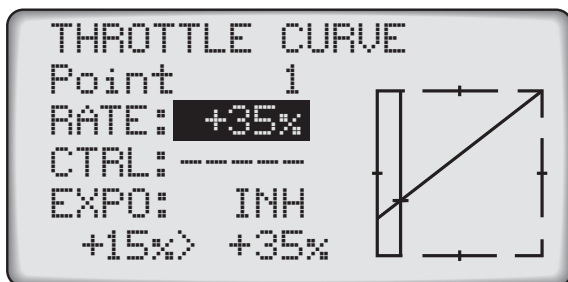 THROTTLE CURVE
Point 1
RATE: +35%
CTRL:-----
EXPO: INH
+15%> +35%